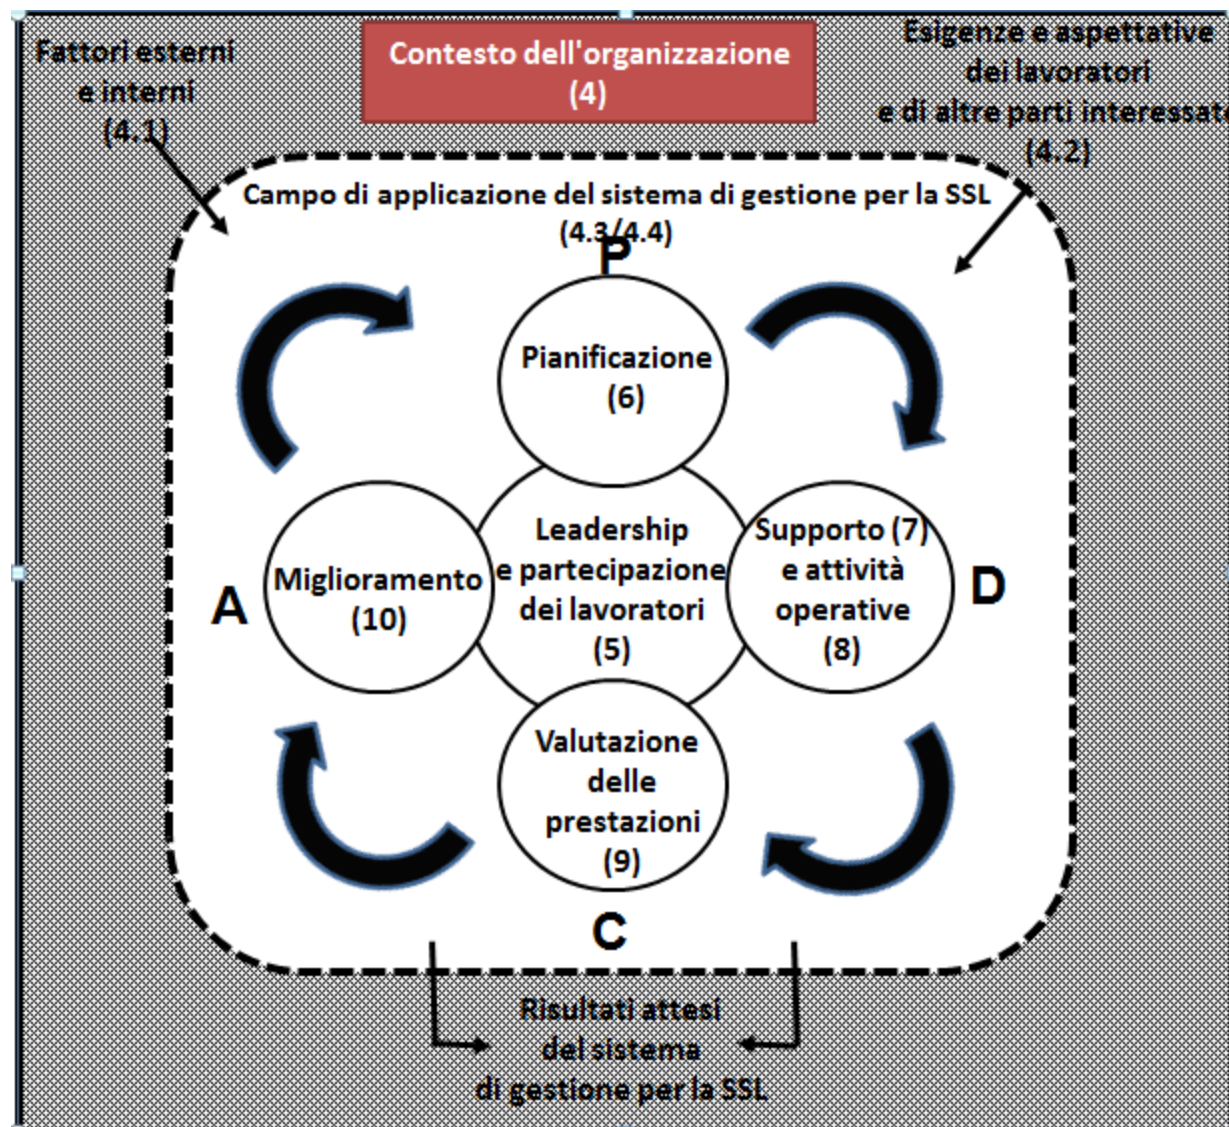 Fattori esterni
e interni
(4.1)
Contesto dell'organizzazione
(4)
Esigenze e aspettative
dei lavoratori
e di altre parti interessate
(4.2)
Campo di applicazione del sistema di gestione per la SSL
(4.3/4.4)
P
Pianificazione
(6)
Leadership
e partecipazione
dei lavoratori
(5)
Supporto (7)
e attività
operative
(8)
D
Miglioramento
(10)
A
Valutazione
delle
prestazioni
(9)
C
Risultati attesi
del sistema
di gestione per la SSL